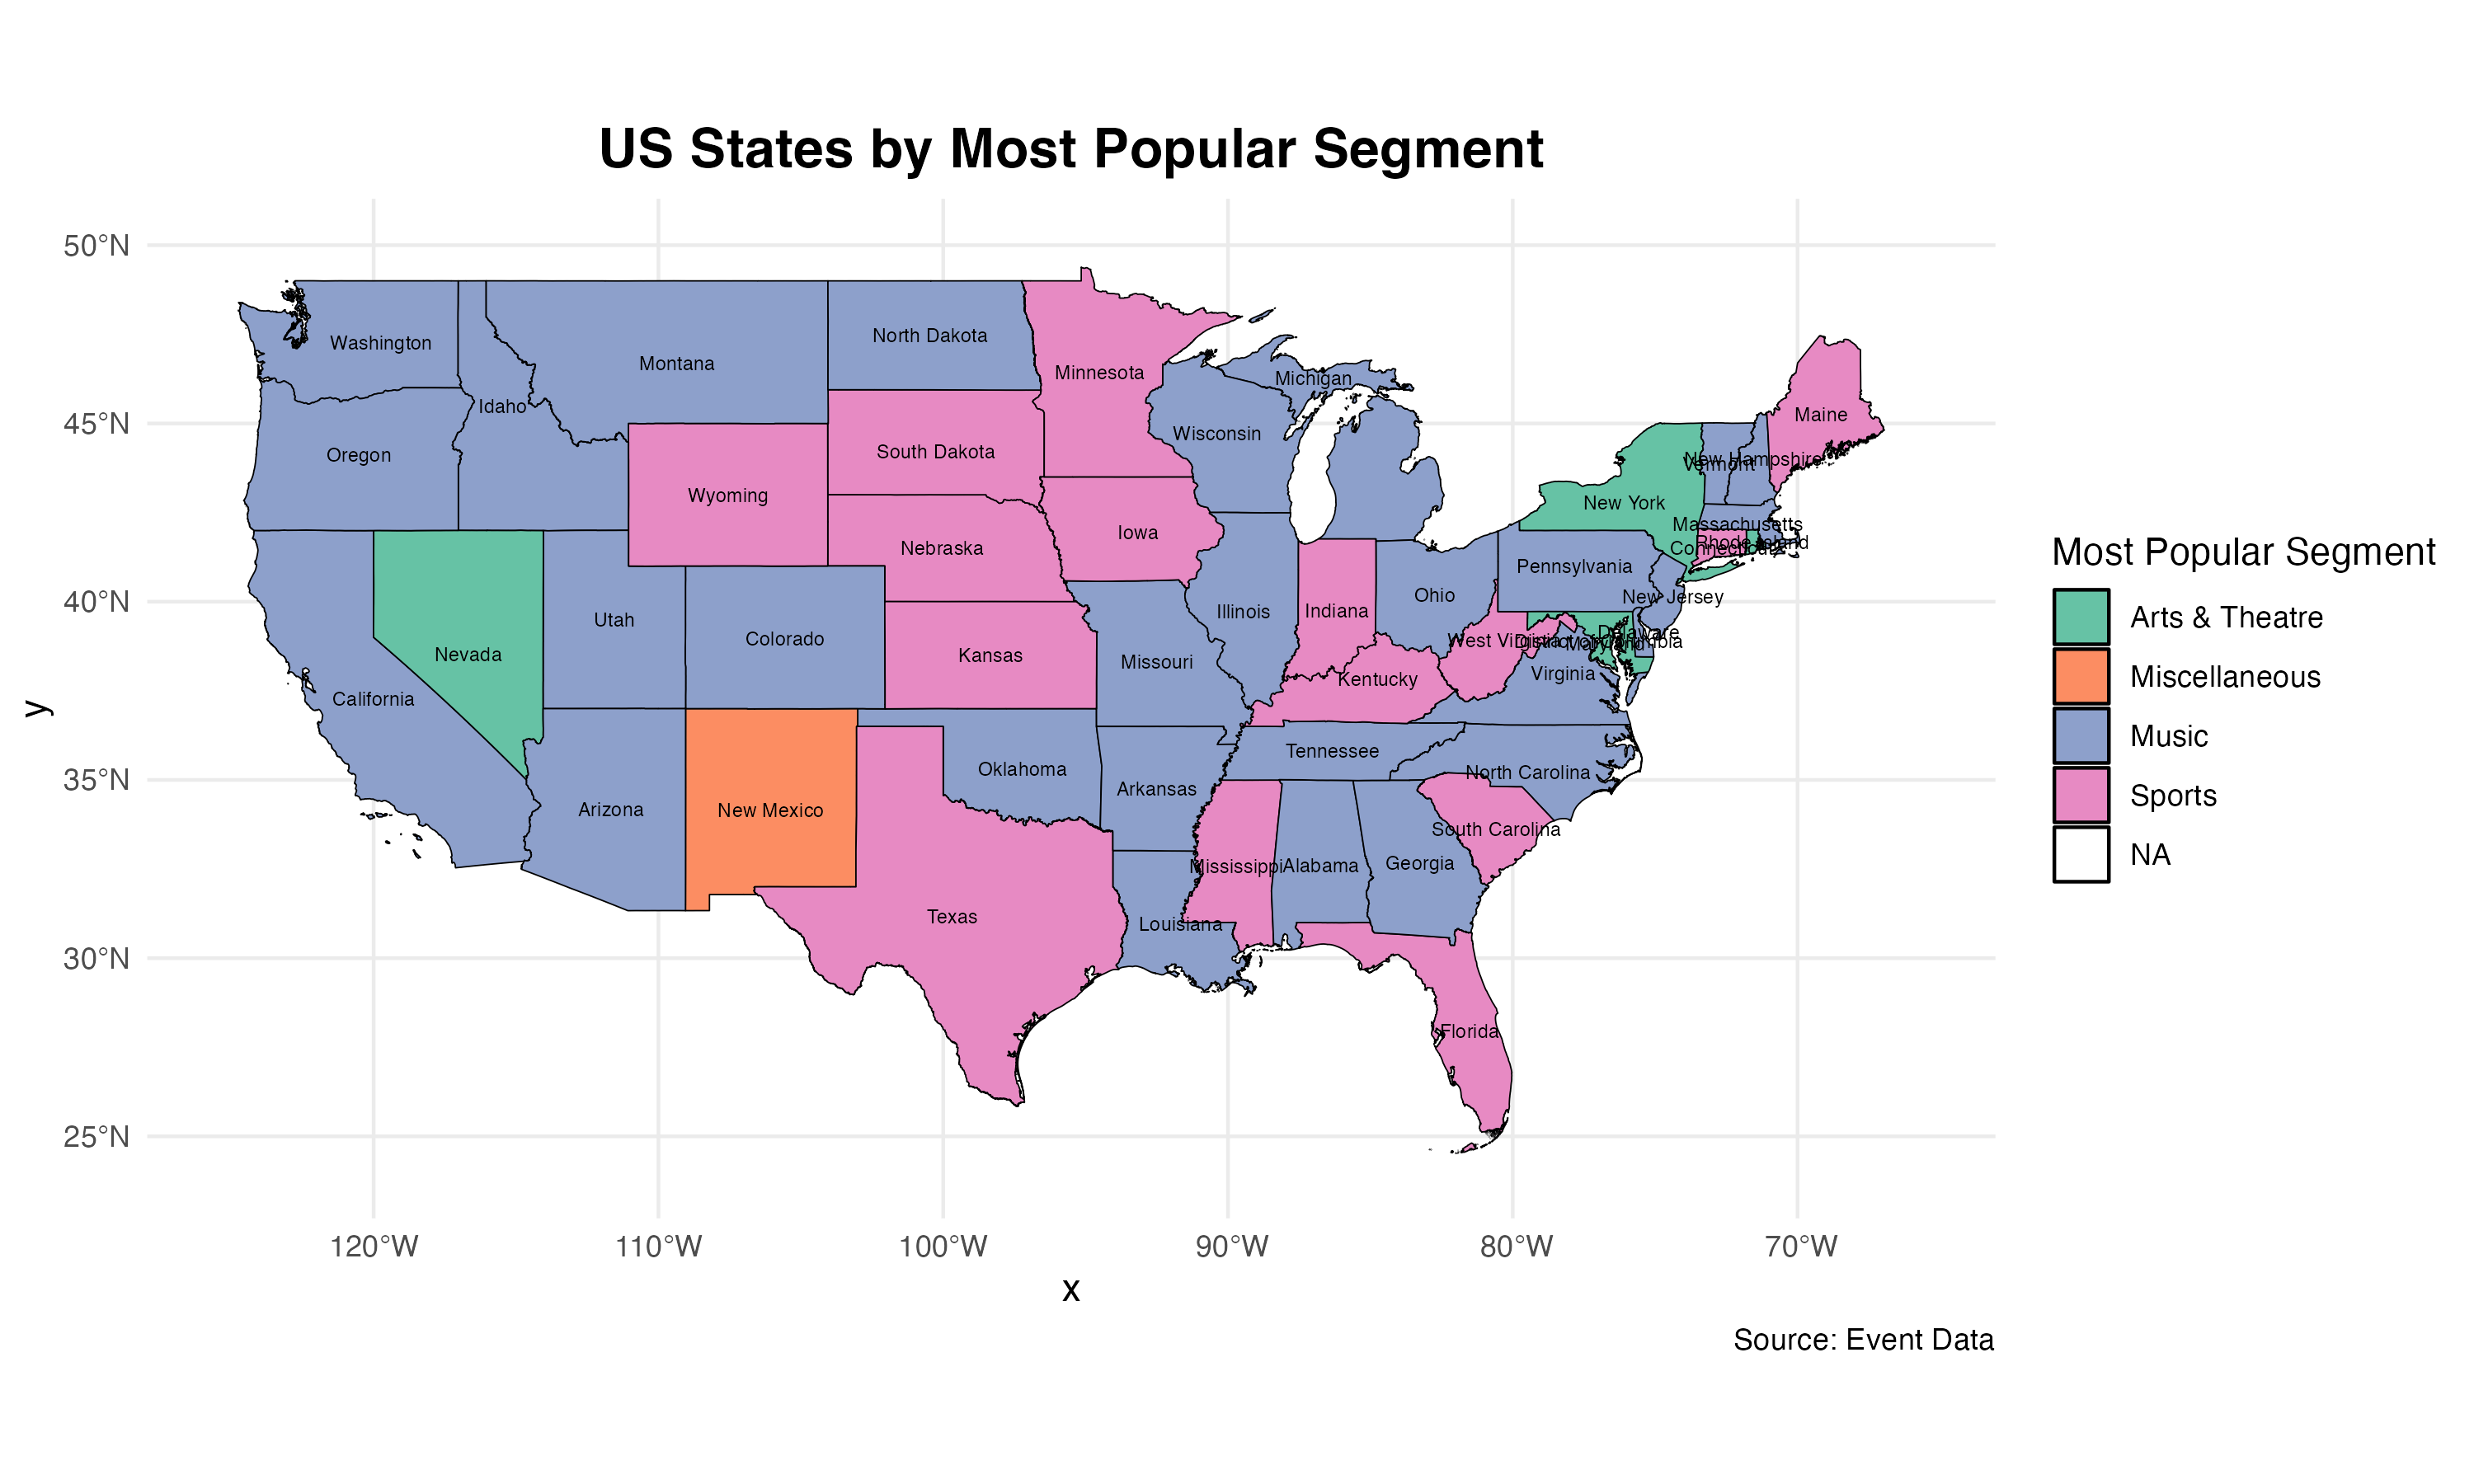 US States by Most Popular Segment
50°N
45°N
40°N
35°N
30°N
25°N
y
Washington
Montana
North Dakota
Minnesota
Michigan
Idaho
Maine
Oregon
Wisconsin
South Dakota
New Hampshire
Vermont
Wyoming
New York
Iowa
Massachusetts
Nebraska
Rhode Island
Connecticut
Pennsylvania
Ohio
New Jersey
Utah
Illinois
Indiana
Colorado
Delaware
West Virginia
District of Columbia
Maryland
Nevada
Kansas
Missouri
Virginia
Kentucky
California
Tennessee
Oklahoma
North Carolina
Arizona
New Mexico
Arkansas
South Carolina
Mississippi
Alabama
Georgia
Texas
Louisiana
Florida
120°W
110°W
100°W
90°W
80°W
70°W
x
Most Popular Segment
Arts & Theatre
Miscellaneous
Music
Sports
NA
Source: Event Data